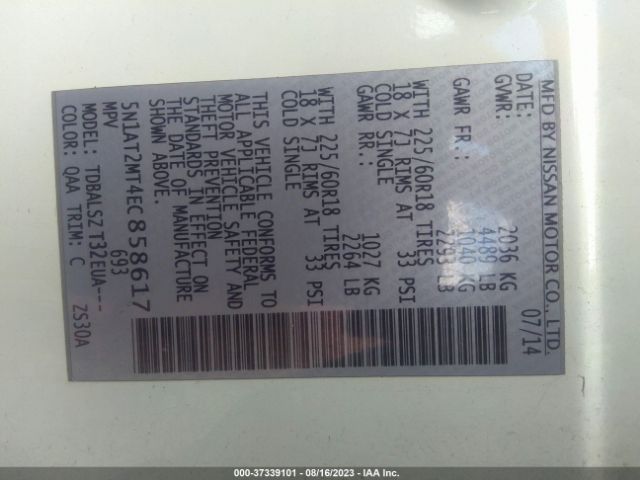 MFD BY NISSAN MOTOR CO., LTD.
DATE: 07/14
GVWR: 2036 KG
4489 LB
GAWR FR.: 1040 KG
2293 LB
WITH 225/60R18 TIRES
18 X 7J RIMS AT 33 PSI
COLD SINGLE
GAWR RR.: 1027 KG
2264 LB
WITH 225/60R18 TIRES
18 X 7J RIMS AT 33 PSI
COLD SINGLE
THIS VEHICLE CONFORMS TO
ALL APPLICABLE FEDERAL
MOTOR VEHICLE SAFETY AND
THEFT PREVENTION
STANDARDS IN EFFECT ON
THE DATE OF MANUFACTURE
SHOWN ABOVE.
5N1AT2MT4EC858617
MPV 693
MODEL: TDBALSZ T32EUA---
COLOR: QAA TRIM: C ZS30A
000-37339101 - 08/16/2023 - IAA Inc.